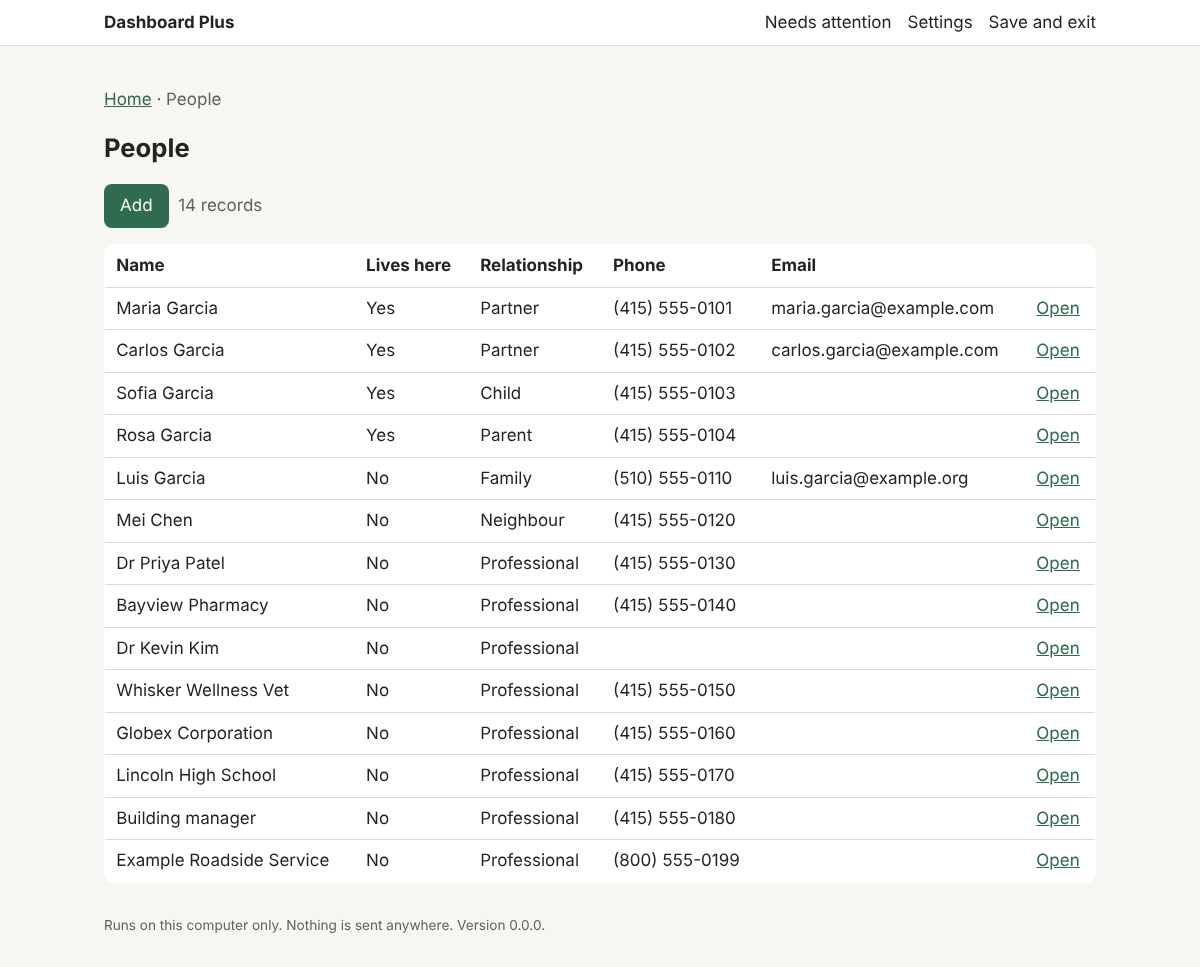 Dashboard Plus Needs attention Settings Save and exit
Home · People
People
Add 14 records
Name Lives here Relationship Phone Email
Maria Garcia Yes Partner (415) 555-0101 maria.garcia@example.com Open
Carlos Garcia Yes Partner (415) 555-0102 carlos.garcia@example.com Open
Sofia Garcia Yes Child (415) 555-0103 Open
Rosa Garcia Yes Parent (415) 555-0104 Open
Luis Garcia No Family (510) 555-0110 luis.garcia@example.org Open
Mei Chen No Neighbour (415) 555-0120 Open
Dr Priya Patel No Professional (415) 555-0130 Open
Bayview Pharmacy No Professional (415) 555-0140 Open
Dr Kevin Kim No Professional Open
Whisker Wellness Vet No Professional (415) 555-0150 Open
Globex Corporation No Professional (415) 555-0160 Open
Lincoln High School No Professional (415) 555-0170 Open
Building manager No Professional (415) 555-0180 Open
Example Roadside Service No Professional (800) 555-0199 Open
Runs on this computer only. Nothing is sent anywhere. Version 0.0.0.